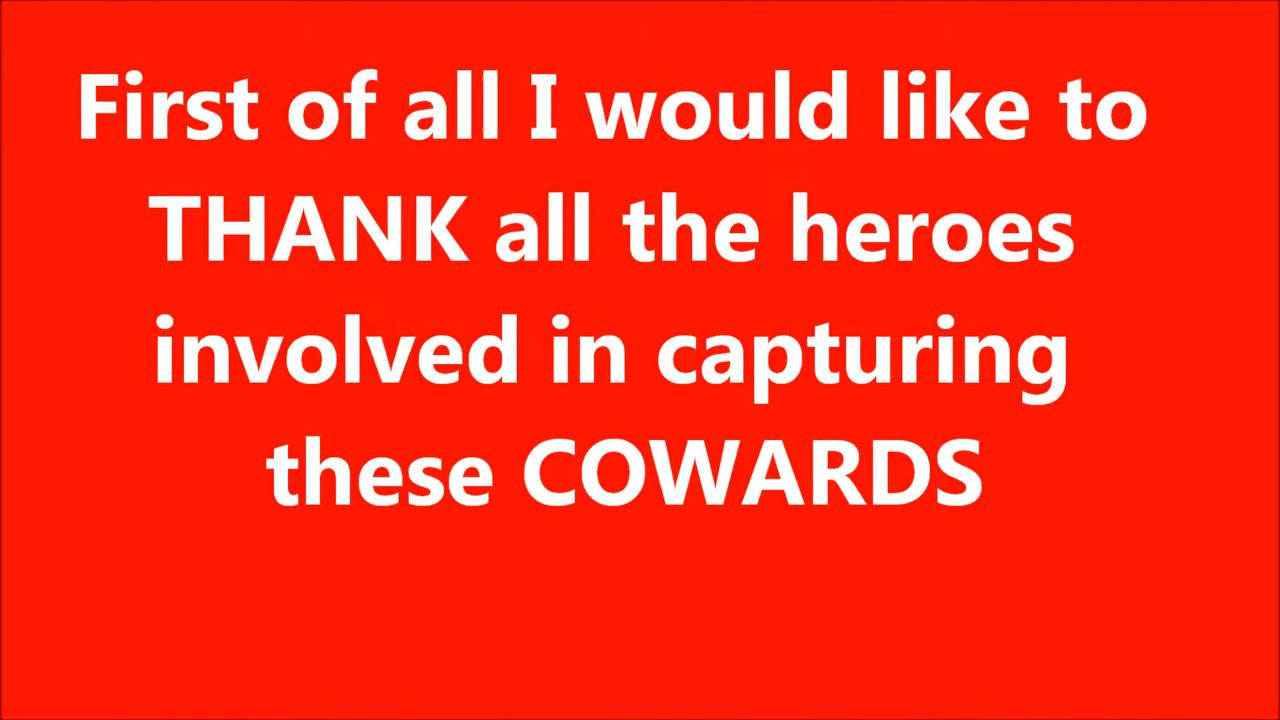 First of all I would like to
THANK all the heroes
involved in capturing
these COWARDS